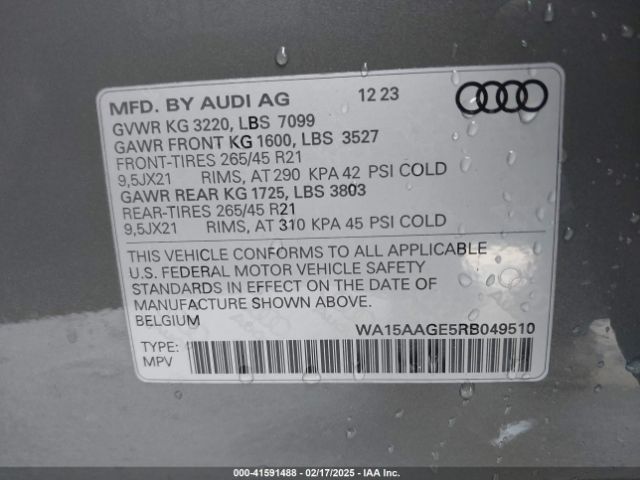 MFD. BY AUDI AG 12 23
GVWR KG 3220, LBS 7099
GAWR FRONT KG 1600, LBS 3527
FRONT-TIRES 265/45 R21
9,5JX21 RIMS, AT 290 KPA 42 PSI COLD
GAWR REAR KG 1725, LBS 3803
REAR-TIRES 265/45 R21
9,5JX21 RIMS, AT 310 KPA 45 PSI COLD
THIS VEHICLE CONFORMS TO ALL APPLICABLE
U.S. FEDERAL MOTOR VEHICLE SAFETY
STANDARDS IN EFFECT ON THE DATE OF
MANUFACTURE SHOWN ABOVE.
BELGIUM
WA15AAGE5RB049510
TYPE:
MPV
000-41591488 - 02/17/2025 - IAA Inc.